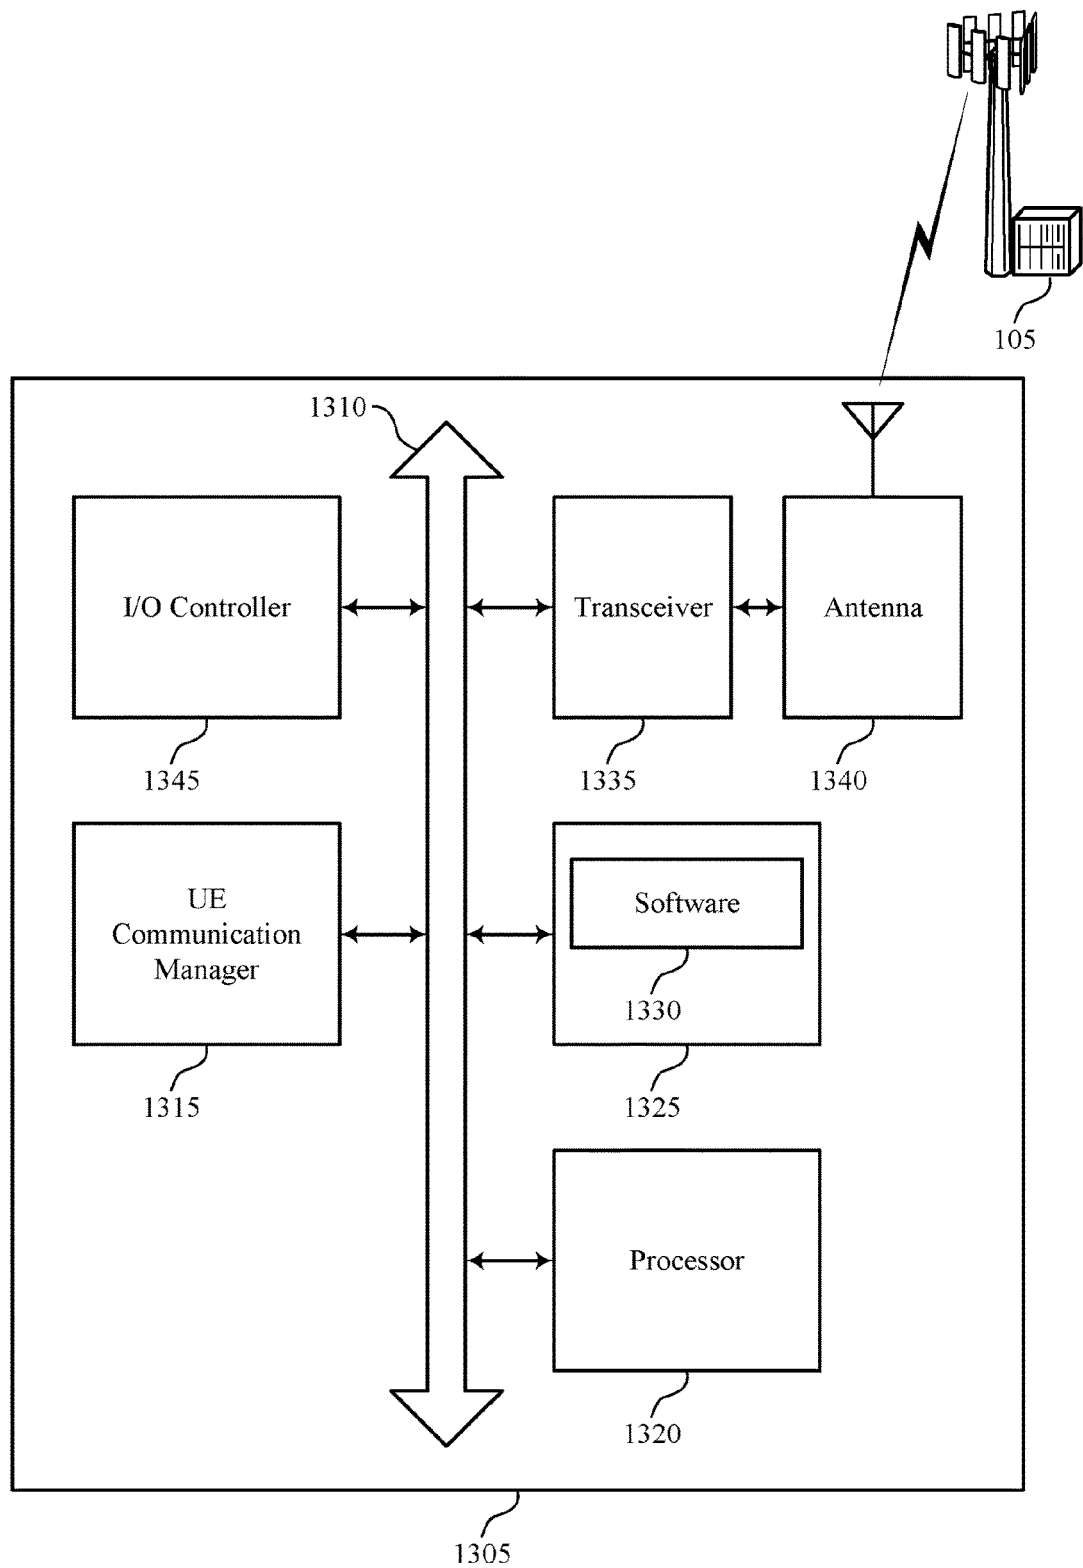 105
1310
I/O Controller
Transceiver
Antenna
1345
1335
1340
UE
Communication
Manager
Software
1330
1315
1325
Processor
1320
1305